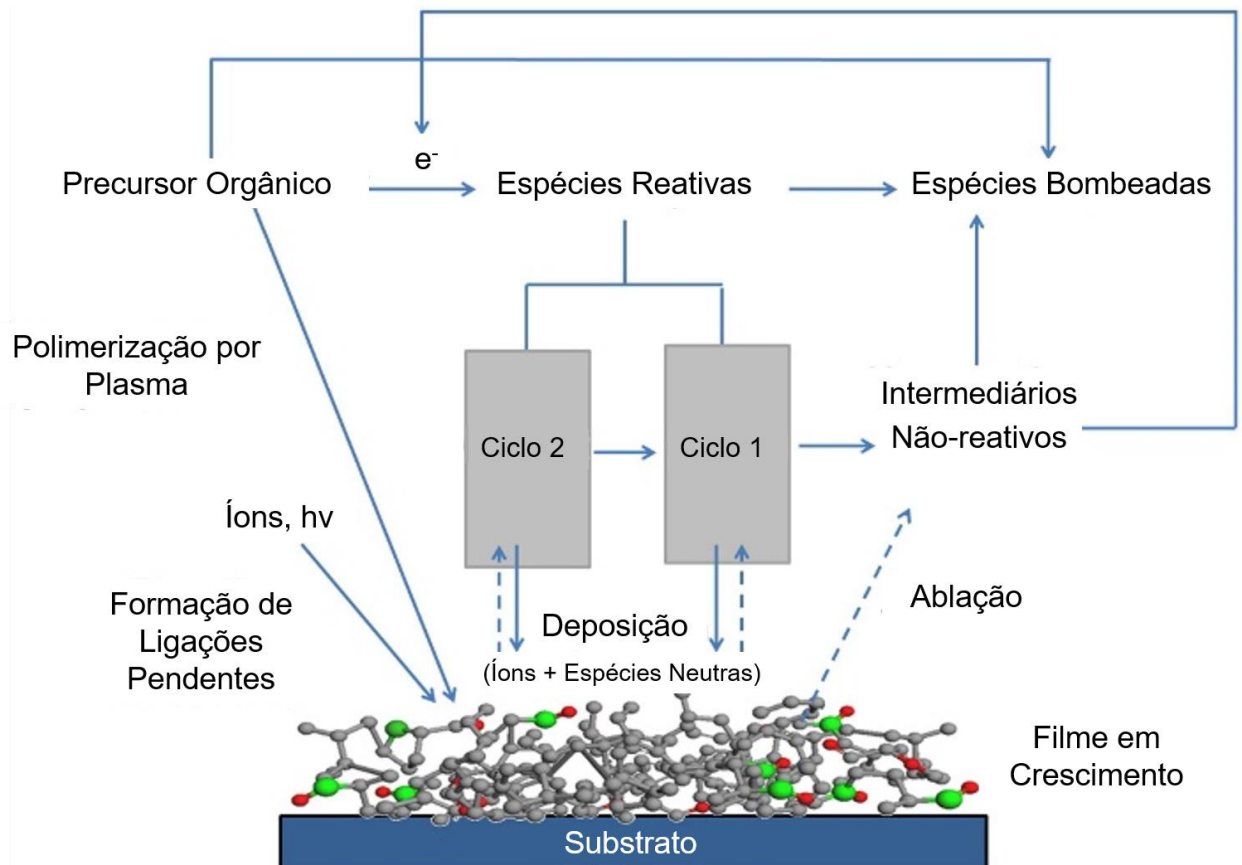 e-
Precursor Orgânico
Espécies Reativas
Espécies Bombeadas
Polimerização por
Plasma
Ciclo 2
Ciclo 1
Intermediários
Não-reativos
Íons, hv
Formação de
Ligações
Pendentes
Deposição
(Íons + Espécies Neutras)
Ablação
Filme em
Crescimento
Substrato